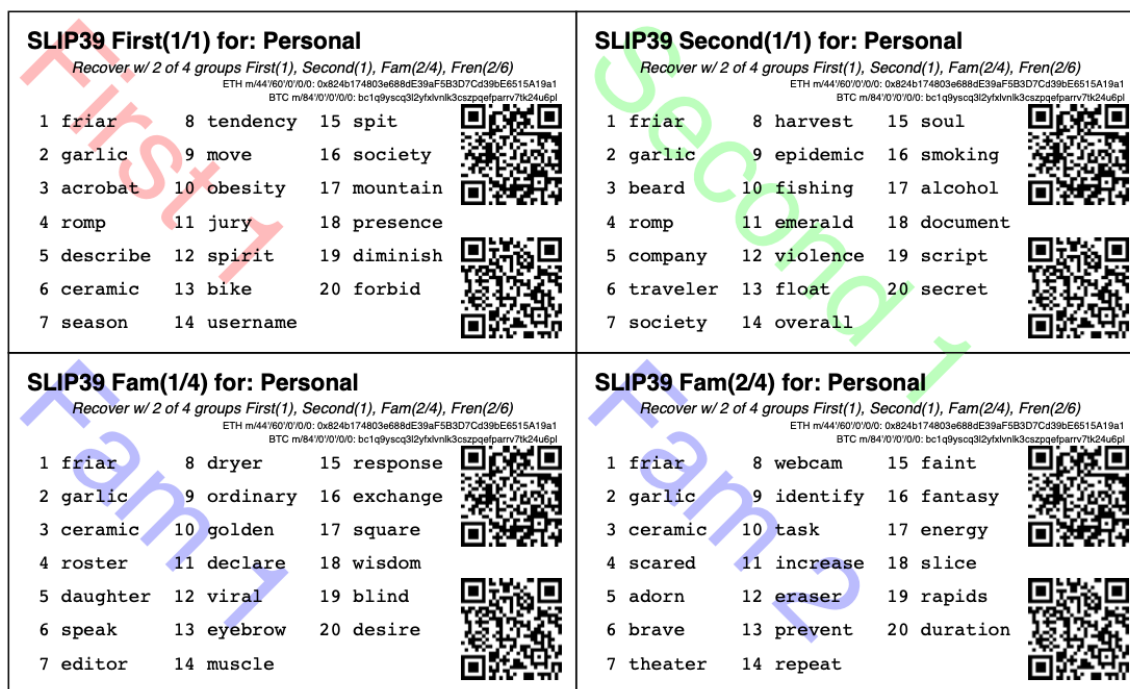 SLIP39 First(1/1) for: Personal
Recover w/ 2 of 4 groups First(1), Second(1), Fam(2/4), Fren(2/6)
ETH m/44'/60'/0'/0/0: 0x824b174803e688dE39aF5B3D7Cd39bE6515A19a1
BTC m/84'/0'/0'/0/0: bc1q9yscq3l2yfxlvnlk3cszpqefparrv7tk24u6pl
1 friar 8 tendency 15 spit
2 garlic 9 move 16 society
3 acrobat 10 obesity 17 mountain
4 romp 11 jury 18 presence
5 describe 12 spirit 19 diminish
6 ceramic 13 bike 20 forbid
7 season 14 username
First 1
SLIP39 Second(1/1) for: Personal
Recover w/ 2 of 4 groups First(1), Second(1), Fam(2/4), Fren(2/6)
ETH m/44'/60'/0'/0/0: 0x824b174803e688dE39aF5B3D7Cd39bE6515A19a1
BTC m/84'/0'/0'/0/0: bc1q9yscq3l2yfxlvnlk3cszpqefparrv7tk24u6pl
1 friar 8 harvest 15 soul
2 garlic 9 epidemic 16 smoking
3 beard 10 fishing 17 alcohol
4 romp 11 emerald 18 document
5 company 12 violence 19 script
6 traveler 13 float 20 secret
7 society 14 overall
Second 1
SLIP39 Fam(1/4) for: Personal
Recover w/ 2 of 4 groups First(1), Second(1), Fam(2/4), Fren(2/6)
ETH m/44'/60'/0'/0/0: 0x824b174803e688dE39aF5B3D7Cd39bE6515A19a1
BTC m/84'/0'/0'/0/0: bc1q9yscq3l2yfxlvnlk3cszpqefparrv7tk24u6pl
1 friar 8 dryer 15 response
2 garlic 9 ordinary 16 exchange
3 ceramic 10 golden 17 square
4 roster 11 declare 18 wisdom
5 daughter 12 viral 19 blind
6 speak 13 eyebrow 20 desire
7 editor 14 muscle
Fam 1
SLIP39 Fam(2/4) for: Personal
Recover w/ 2 of 4 groups First(1), Second(1), Fam(2/4), Fren(2/6)
ETH m/44'/60'/0'/0/0: 0x824b174803e688dE39aF5B3D7Cd39bE6515A19a1
BTC m/84'/0'/0'/0/0: bc1q9yscq3l2yfxlvnlk3cszpqefparrv7tk24u6pl
1 friar 8 webcam 15 faint
2 garlic 9 identify 16 fantasy
3 ceramic 10 task 17 energy
4 scared 11 increase 18 slice
5 adorn 12 eraser 19 rapids
6 brave 13 prevent 20 duration
7 theater 14 repeat
Fam 2